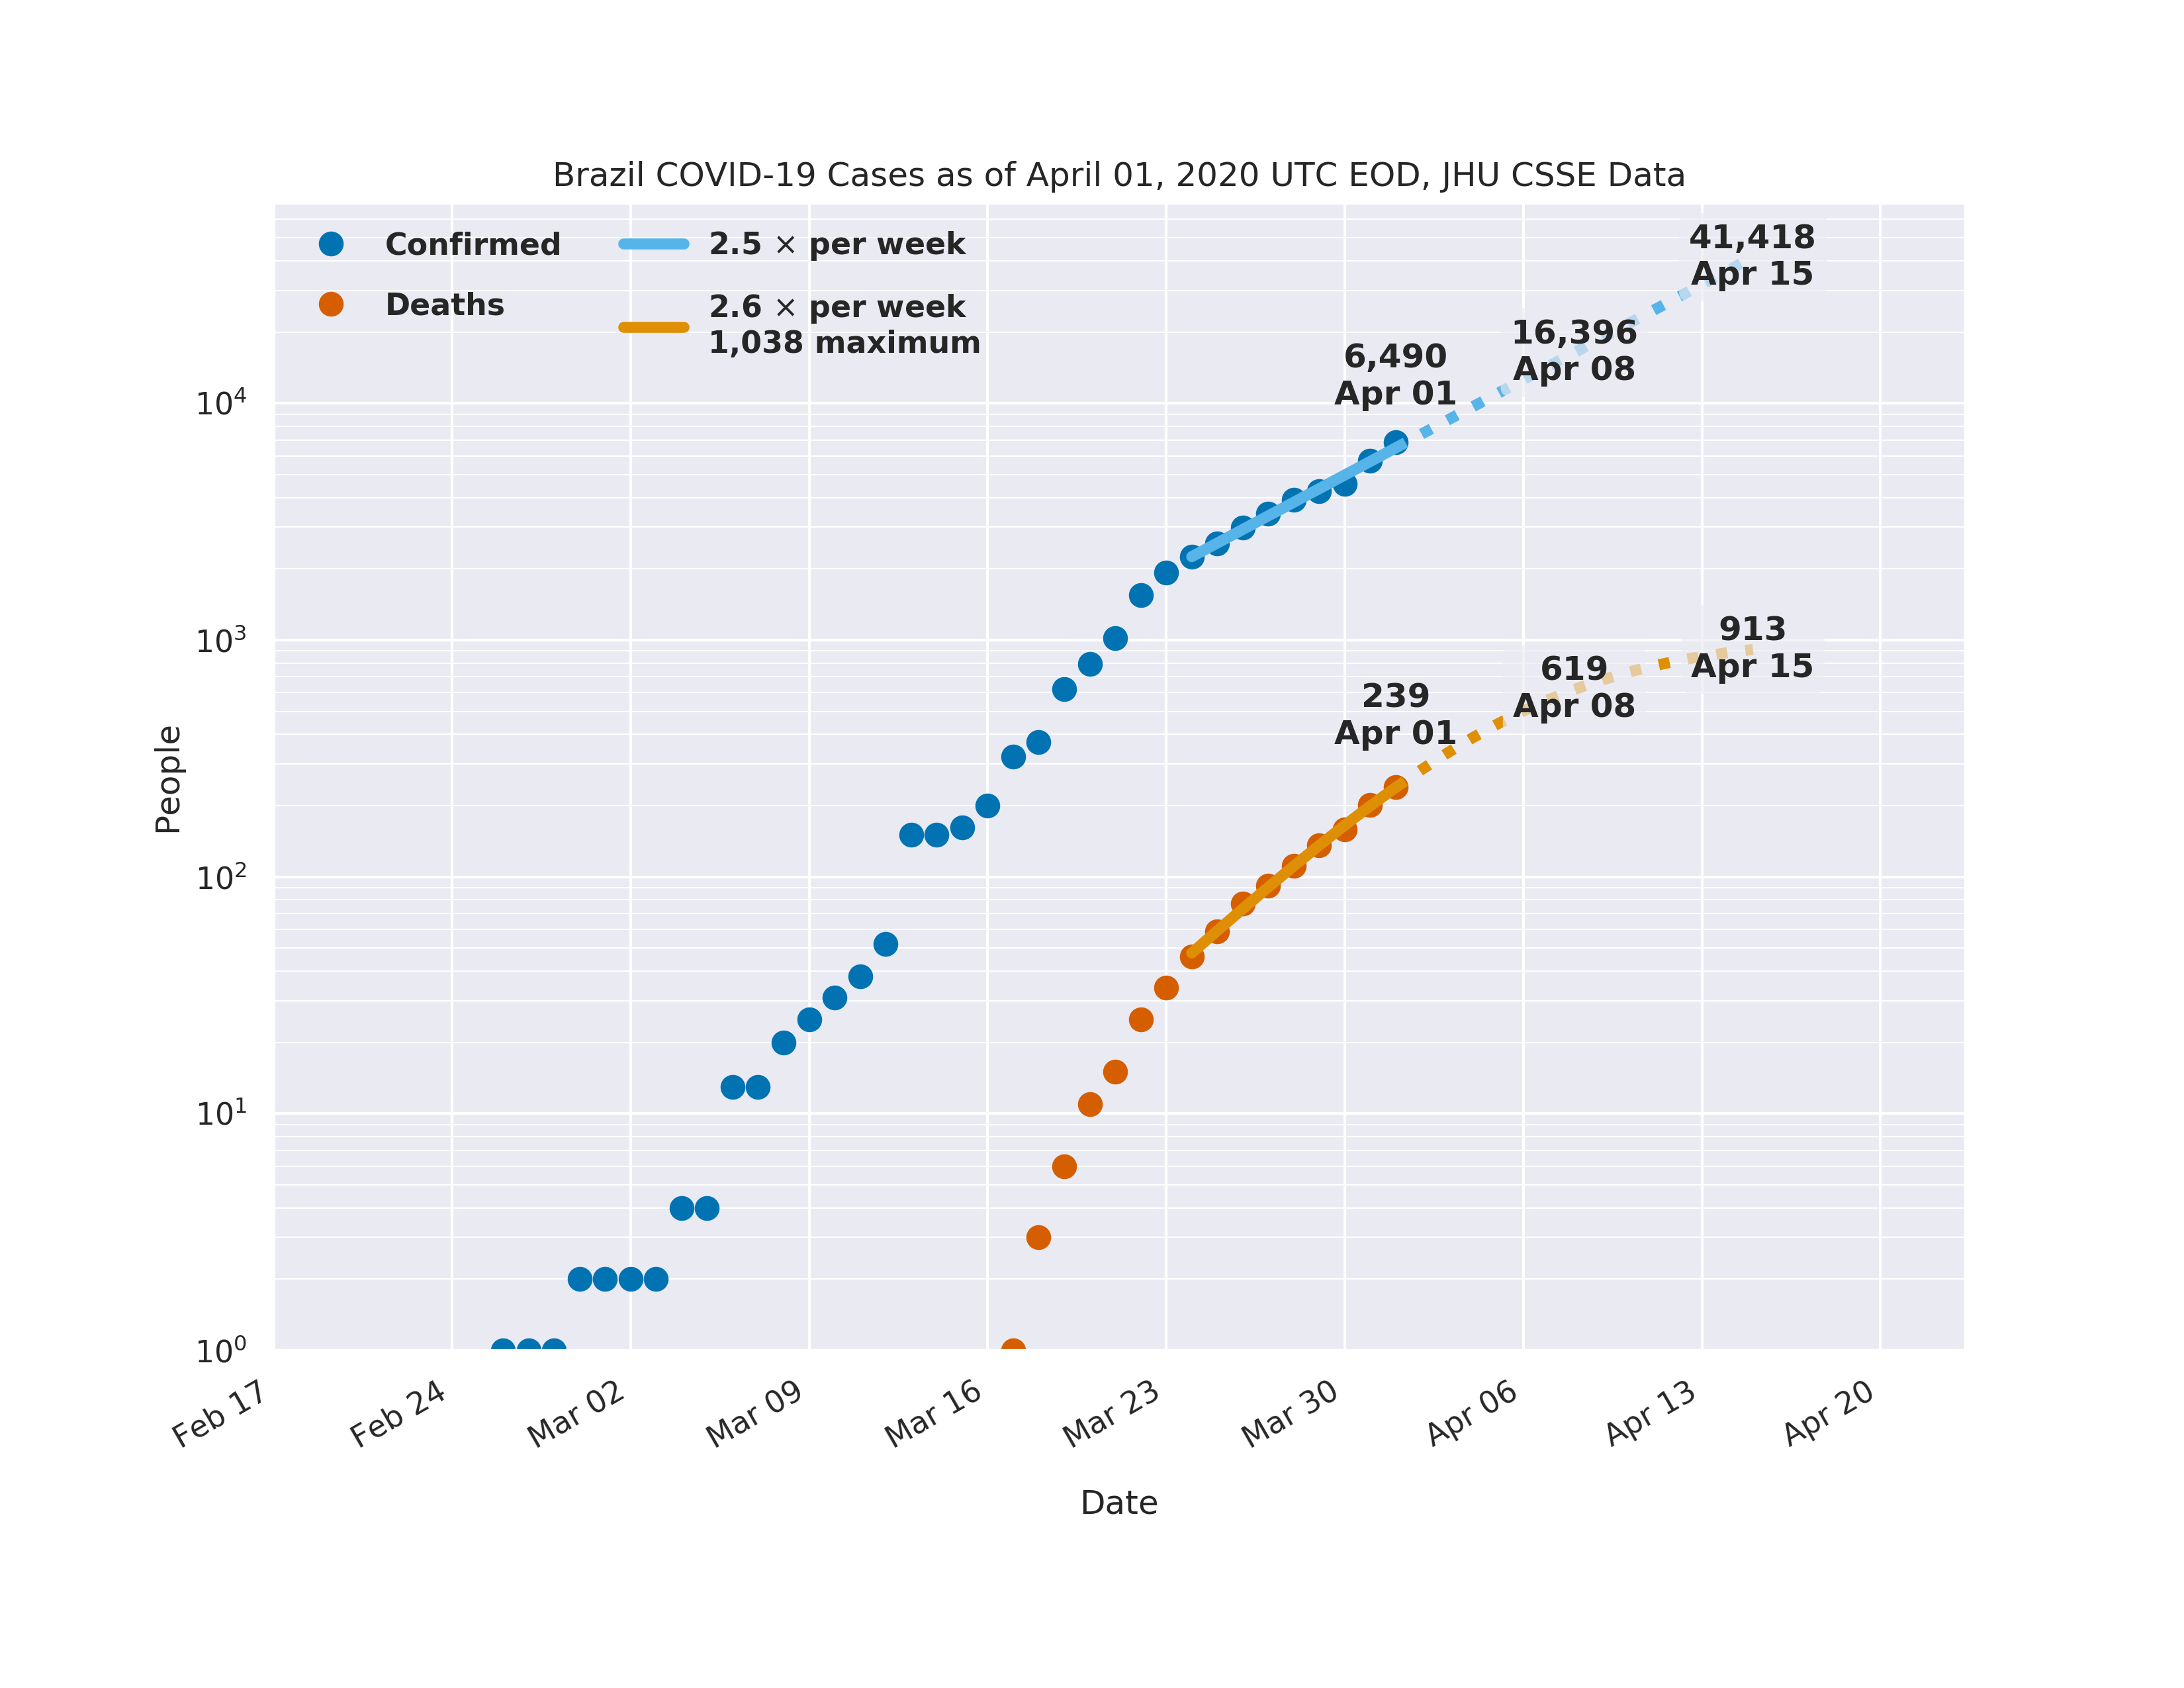 Brazil COVID-19 Cases as of April 01, 2020 UTC EOD, JHU CSSE Data
Confirmed
Deaths
2.5 × per week
2.6 × per week
1,038 maximum
41,418
Apr 15
16,396
Apr 08
6,490
Apr 01
913
Apr 15
619
Apr 08
239
Apr 01
10⁴
10³
10²
10¹
10⁰
People
Feb 17
Feb 24
Mar 02
Mar 09
Mar 16
Mar 23
Mar 30
Apr 06
Apr 13
Apr 20
Date